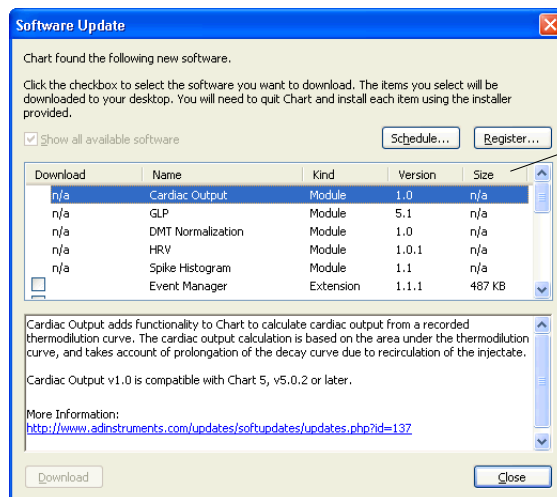 Software Update
Chart found the following new software.
Click the checkbox to select the software you want to download. The items you select will be
downloaded to your desktop. You will need to quit Chart and install each item using the installer
provided.
Show all available software
Schedule...
Register...
Download Name Kind Version Size
n/a Cardiac Output Module 1.0 n/a
n/a GLP Module 5.1 n/a
n/a DMT Normalization Module 1.0 n/a
n/a HRV Module 1.0.1 n/a
n/a Spike Histogram Module 1.1 n/a
Event Manager Extension 1.1.1 487 KB
Cardiac Output adds functionality to Chart to calculate cardiac output from a recorded
thermodilution curve. The cardiac output calculation is based on the area under the thermodilution
curve, and takes account of prolongation of the decay curve due to recirculation of the injectate.
Cardiac Output v1.0 is compatible with Chart 5, v5.0.2 or later.
More Information:
http://www.adinstruments.com/updates/softupdates/updates.php?id=137
Download
Close